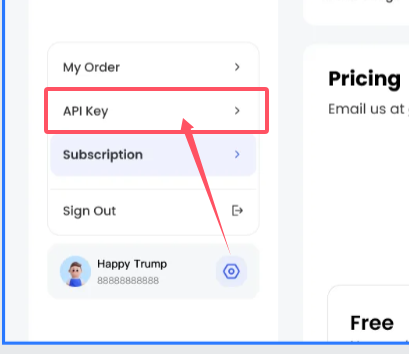 My Order
API Key
Subscription
Sign Out
Happy Trump
88888888888
Pricing
Email us at
Free